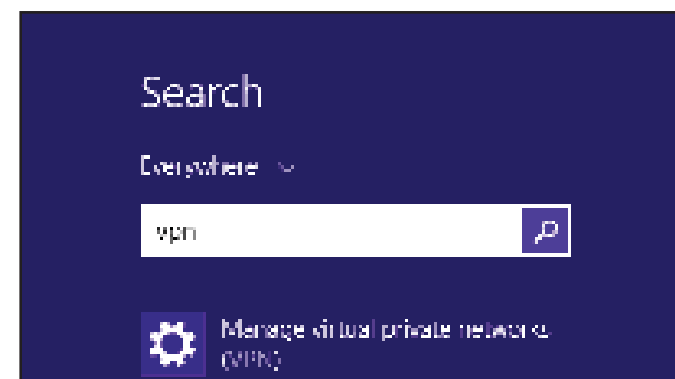 Search
Everywhere
vpn
Manage virtual private networks
(VPN)